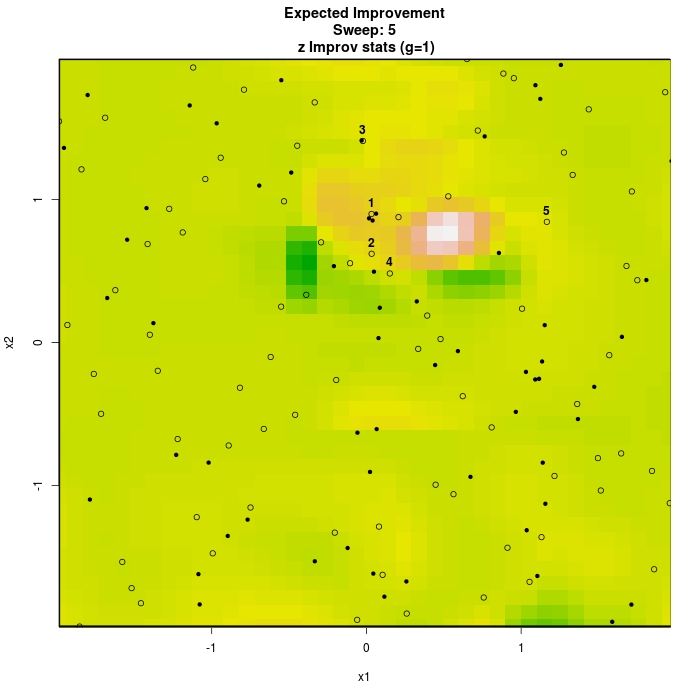 Expected Improvement
Sweep: 5
z Improv stats (g=1)
3
1
1
5
2
4
x2
0
-1
-1
0
1
x1